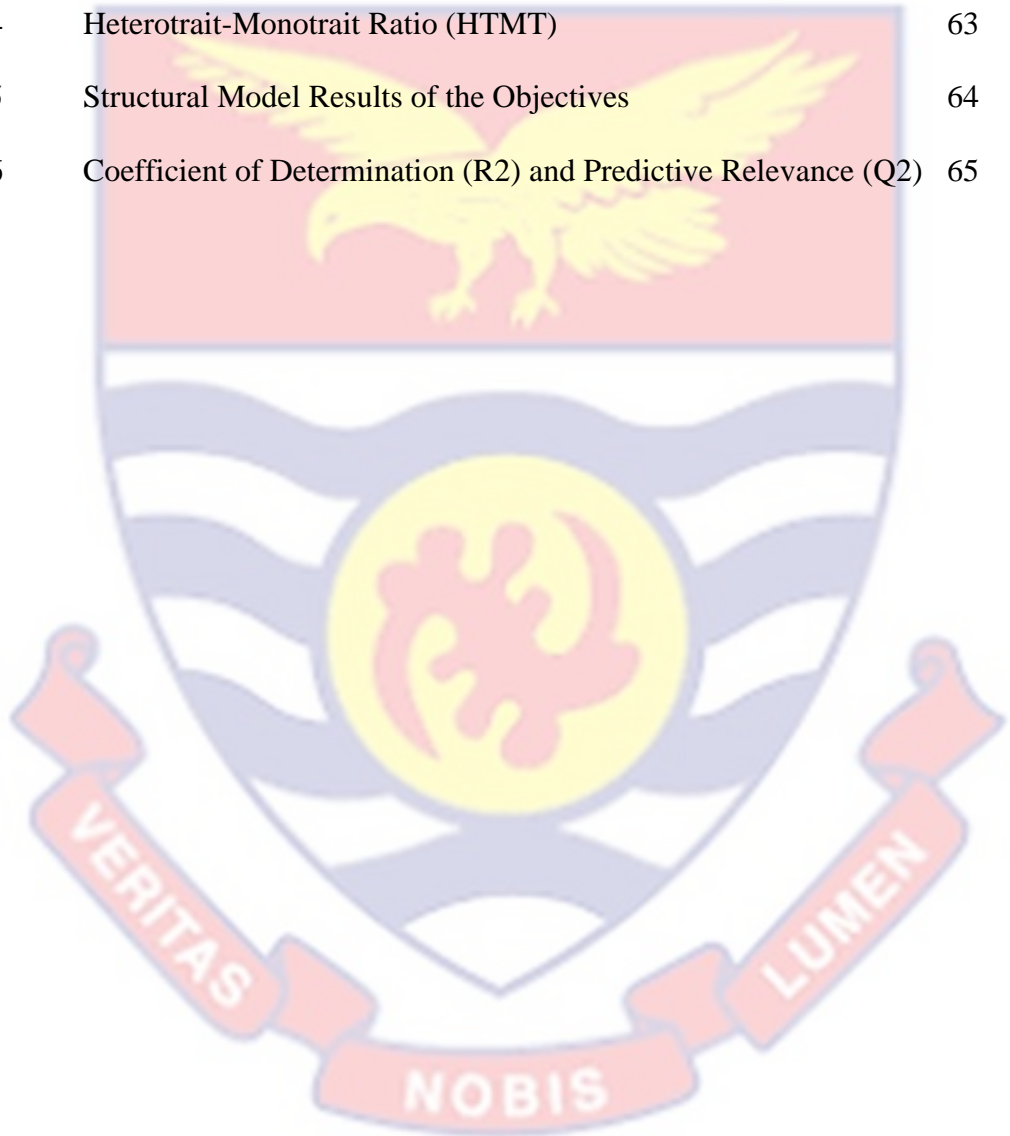 Heterotrait-Monotrait Ratio (HTMT) 63
Structural Model Results of the Objectives 64
Coefficient of Determination (R2) and Predictive Relevance (Q2) 65
VERITAS
NOBIS
LUMEN